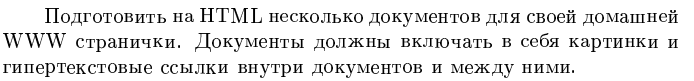 Подготовить на HTML несколько документов для своей домашней
WWW странички. Документы должны включать в себя картинки и
гипертекстовые ссылки внутри документов и между ними.